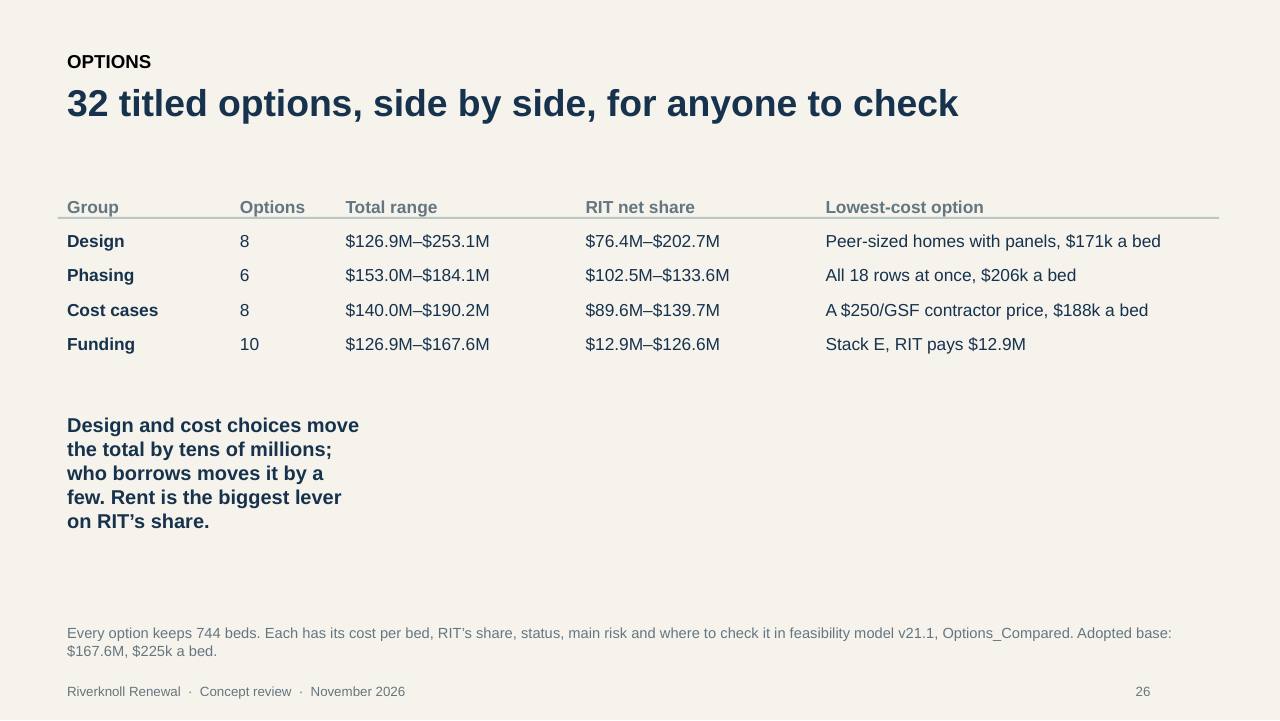 OPTIONS
32 titled options, side by side, for anyone to check
Group Options Total range RIT net share Lowest-cost option
Design 8 $126.9M–$253.1M $76.4M–$202.7M Peer-sized homes with panels, $171k a bed
Phasing 6 $153.0M–$184.1M $102.5M–$133.6M All 18 rows at once, $206k a bed
Cost cases 8 $140.0M–$190.2M $89.6M–$139.7M A $250/GSF contractor price, $188k a bed
Funding 10 $126.9M–$167.6M $12.9M–$126.6M Stack E, RIT pays $12.9M
Design and cost choices move
the total by tens of millions;
who borrows moves it by a
few. Rent is the biggest lever
on RIT’s share.
Every option keeps 744 beds. Each has its cost per bed, RIT’s share, status, main risk and where to check it in feasibility model v21.1, Options_Compared. Adopted base:
$167.6M, $225k a bed.
Riverknoll Renewal · Concept review · November 2026 26